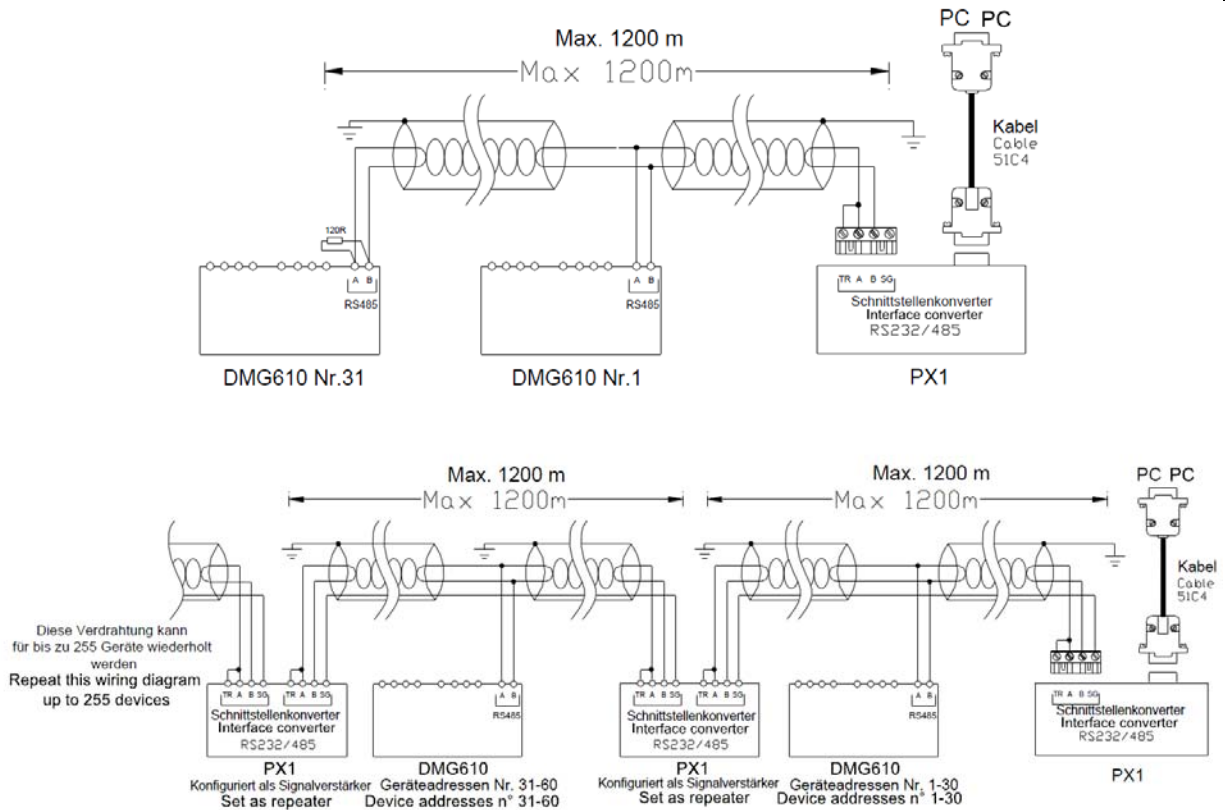 PC PC
Max. 1200 m
Max 1200m
Kabel
Cable
51C4
120R
A B
RS485
A B
RS485
TR A B SG
Schnittstellenkonverter
Interface converter
RS232/485
DMG610 Nr.31
DMG610 Nr.1
PX1
Max. 1200 m
Max 1200m
Max. 1200 m
Max 1200m
PC PC
Kabel
Cable
51C4
Diese Verdrahtung kann
für bis zu 255 Geräte wiederholt
werden
Repeat this wiring diagram
up to 255 devices
TR A B SG
TR A B SG
Schnittstellenkonverter
Interface converter
RS232/485
A B
RS485
TR A B SG
TR A B SG
Schnittstellenkonverter
Interface converter
RS232/485
A B
RS485
TR A B SG
Schnittstellenkonverter
Interface converter
RS232/485
PX1
Konfiguriert als Signalverstärker
Set as repeater
DMG610
Geräteadressen Nr. 31-60
Device addresses n° 31-60
PX1
Konfiguriert als Signalverstärker
Set as repeater
DMG610
Geräteadressen Nr. 1-30
Device addresses n° 1-30
PX1